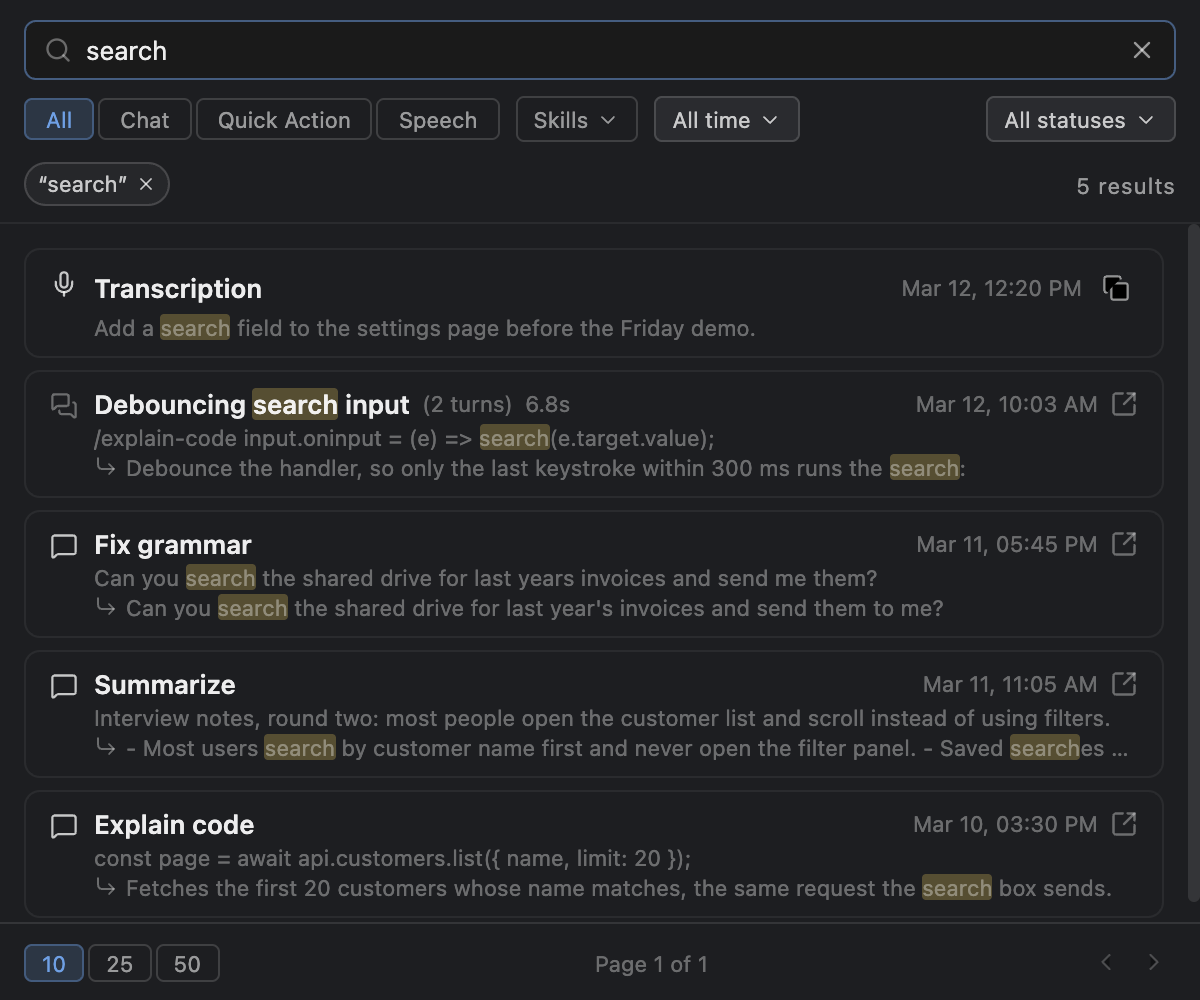 search
All Chat Quick Action Speech Skills All time All statuses
“search” 5 results
Transcription Mar 12, 12:20 PM
Add a search field to the settings page before the Friday demo.
Debouncing search input (2 turns) 6.8s Mar 12, 10:03 AM
/explain-code input.oninput = (e) => search(e.target.value);
Debounce the handler, so only the last keystroke within 300 ms runs the search:
Fix grammar Mar 11, 05:45 PM
Can you search the shared drive for last years invoices and send me them?
Can you search the shared drive for last year's invoices and send them to me?
Summarize Mar 11, 11:05 AM
Interview notes, round two: most people open the customer list and scroll instead of using filters.
- Most users search by customer name first and never open the filter panel. - Saved searches ...
Explain code Mar 10, 03:30 PM
const page = await api.customers.list({ name, limit: 20 });
Fetches the first 20 customers whose name matches, the same request the search box sends.
10 25 50 Page 1 of 1